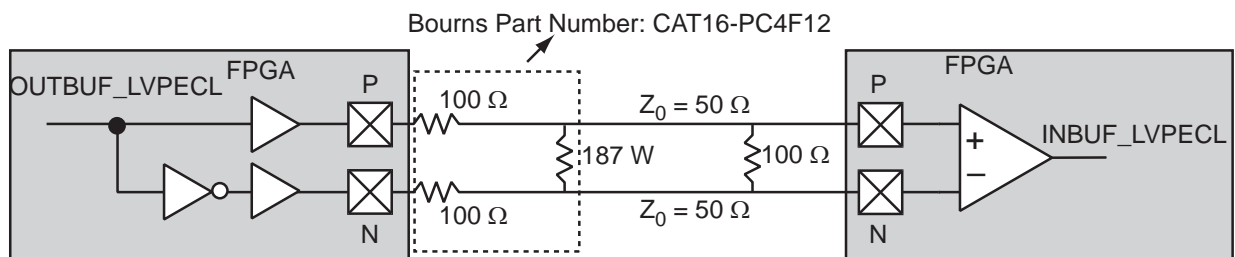 Bourns Part Number: CAT16-PC4F12
FPGA
OUTBUF_LVPECL
P
100 Ω
Z0 = 50 Ω
187 W
100 Ω
100 Ω
Z0 = 50 Ω
N
FPGA
P
INBUF_LVPECL
+
–
N